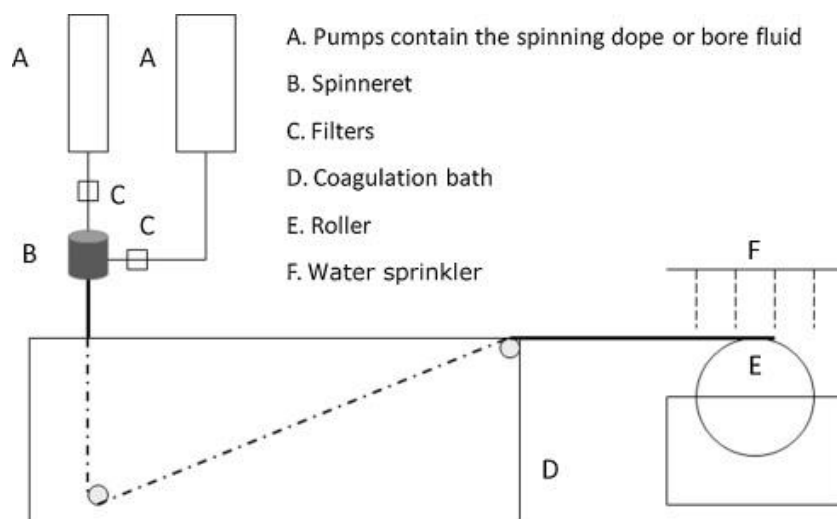 A
A
A. Pumps contain the spinning dope or bore fluid
B. Spinneret
C. Filters
D. Coagulation bath
E. Roller
F. Water sprinkler
C
C
B
F
E
D